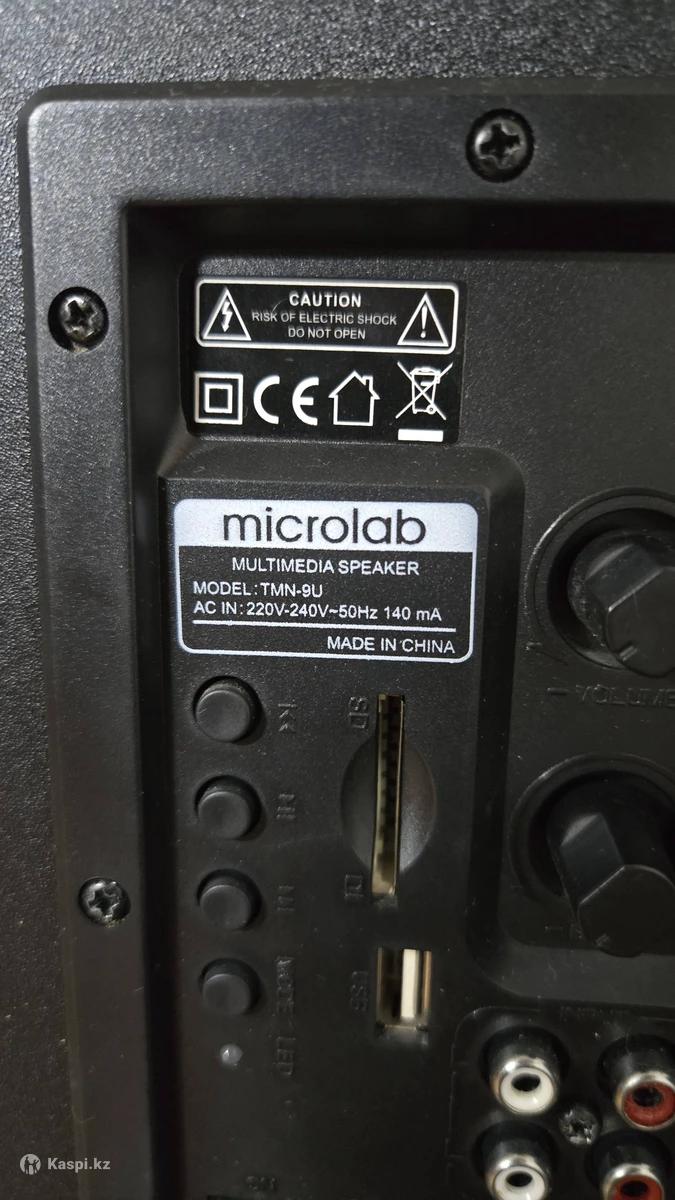 CAUTION
RISK OF ELECTRIC SHOCK
DO NOT OPEN
CE
microlab
MULTIMEDIA SPEAKER
MODEL: TMN-9U
AC IN: 220V-240V~50Hz 140 mA
MADE IN CHINA
VOLUME
SD
USB
MODE
LED
Kaspi.kz